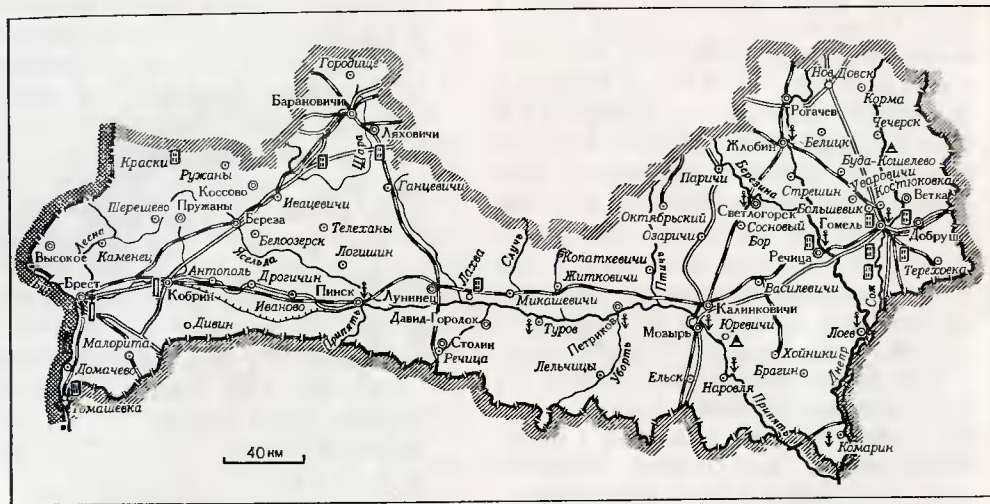 Городище
Барановичи
Ляховичи
Щара
Краски
Ружаны
Коссово
Ганцевичи
Шерешево
Пружаны
Ивацевичи
Береза
Телеханы
Белоозерск
Лесна
Высокое
Каменец
Ясельда
Логишин
Брест
Кобрин
Антополь
Дрогичин
Иваново
Пинск
Лунинец
Лахва
Случь
Микашевичи
Копаткевичи
Житковичи
Птичь
Дивин
Припять
Давид-Городок
Туров
Петриков
Малорита
Столин
Речица
Лельчицы
Уборть
Домачево
Томашевка
Нов. Довск
Корма
Рогачев
Чечерск
Жлобин
Белицк
Буда-Кошелево
Уваровичи
Костюковка
Паричи
Березина
Стрешин
Ветка
Октябрьский
Светлогорск
Большевик
Гомель
Добруш
Озаричи
Сосновый
Бор
Речица
Тереховка
Василевичи
Сож
Калинковичи
Мозырь
Юревичи
Лоев
Хойники
Днепр
Брагин
Ельск
Наровля
Припять
Комарин
40 км